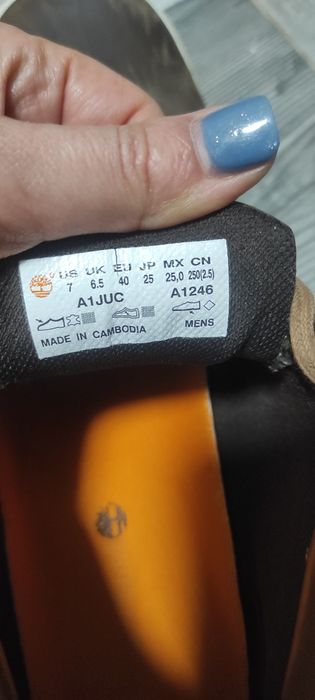 US UK EU JP MX CN
7 6.5 40 25 25,0 250(2.5)
A1JUC A1246
MADE IN CAMBODIA MENS